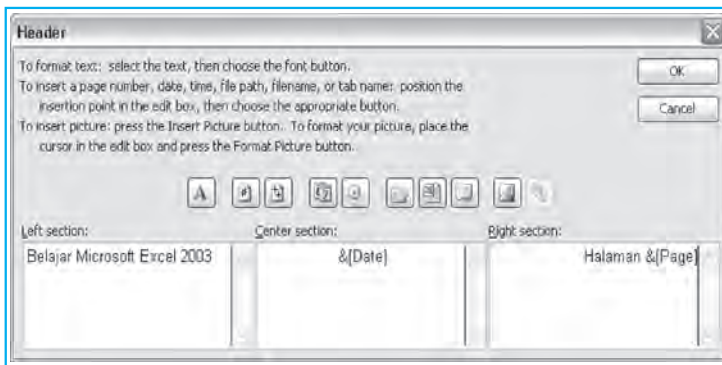 Header
To format text: select the text, then choose the font button.
To insert a page number, date, time, file path, filename, or tab name: position the
insertion point in the edit box, then choose the appropriate button.
To insert picture: press the Insert Picture button. To format your picture, place the
cursor in the edit box and press the Format Picture button.
OK
Cancel
A
Left section:
Center section:
Right section:
Belajar Microsoft Excel 2003
&[Date]
Halaman &[Page]